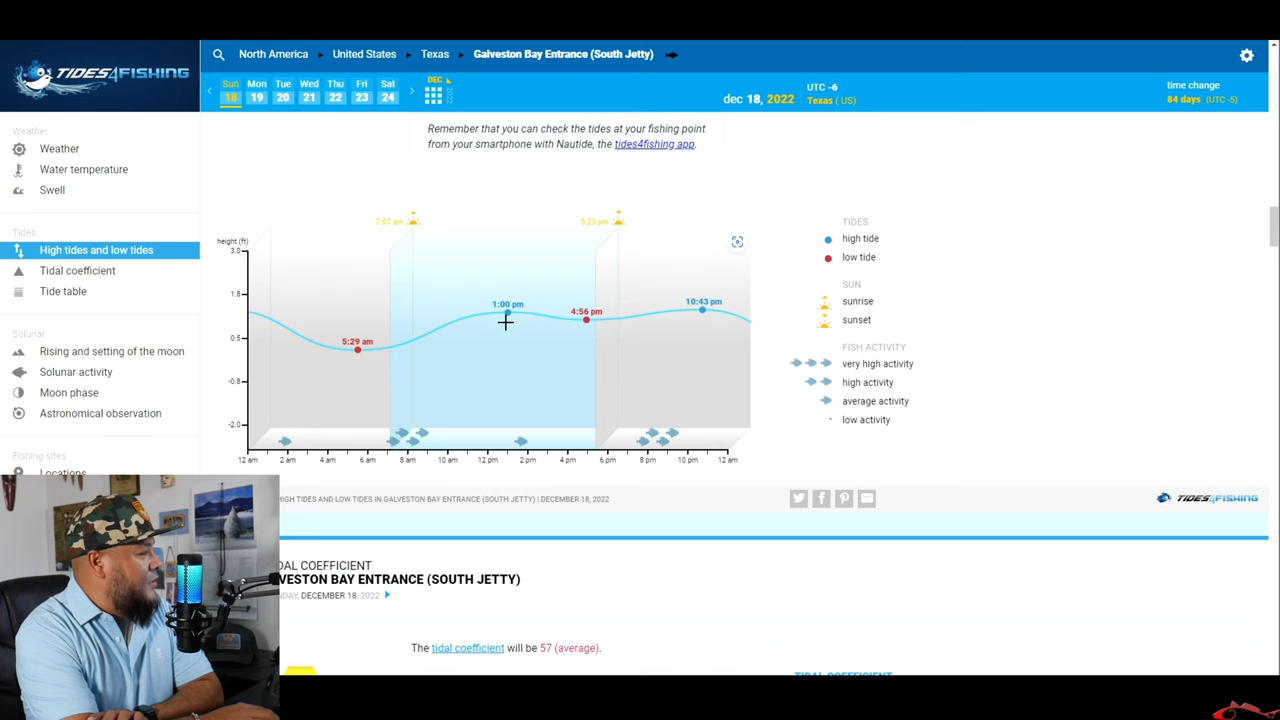 TIDES4FISHING
North America
United States
Texas
Galveston Bay Entrance (South Jetty)
Sun Mon Tue Wed Thu Fri Sat
18 19 20 21 22 23 24
DEC
2022
dec 18, 2022
UTC -6
Texas ( US)
time change
84 days (UTC -5)
Weather
Weather
Water temperature
Swell
Tides
High tides and low tides
Tidal coefficient
Tide table
Solunar
Rising and setting of the moon
Solunar activity
Moon phase
Astronomical observation
Fishing sites
Locations
Remember that you can check the tides at your fishing point
from your smartphone with Nautide, the tides4fishing app.
7:07 am
5:23 pm
height (ft)
3.0
1.8
0.5
-0.8
-2.0
5:29 am
1:00 pm
4:56 pm
10:43 pm
12 am 2 am 4 am 6 am 8 am 10 am 12 pm 2 pm 4 pm 6 pm 8 pm 10 pm 12 am
TIDES
high tide
low tide
SUN
sunrise
sunset
FISH ACTIVITY
very high activity
high activity
average activity
low activity
HIGH TIDES AND LOW TIDES IN GALVESTON BAY ENTRANCE (SOUTH JETTY) | DECEMBER 18, 2022
TIDES4FISHING
DAL COEFFICIENT
VESTON BAY ENTRANCE (SOUTH JETTY)
NDAY, DECEMBER 18, 2022
The tidal coefficient will be 57 (average).
TIDAL COEFFICIENT